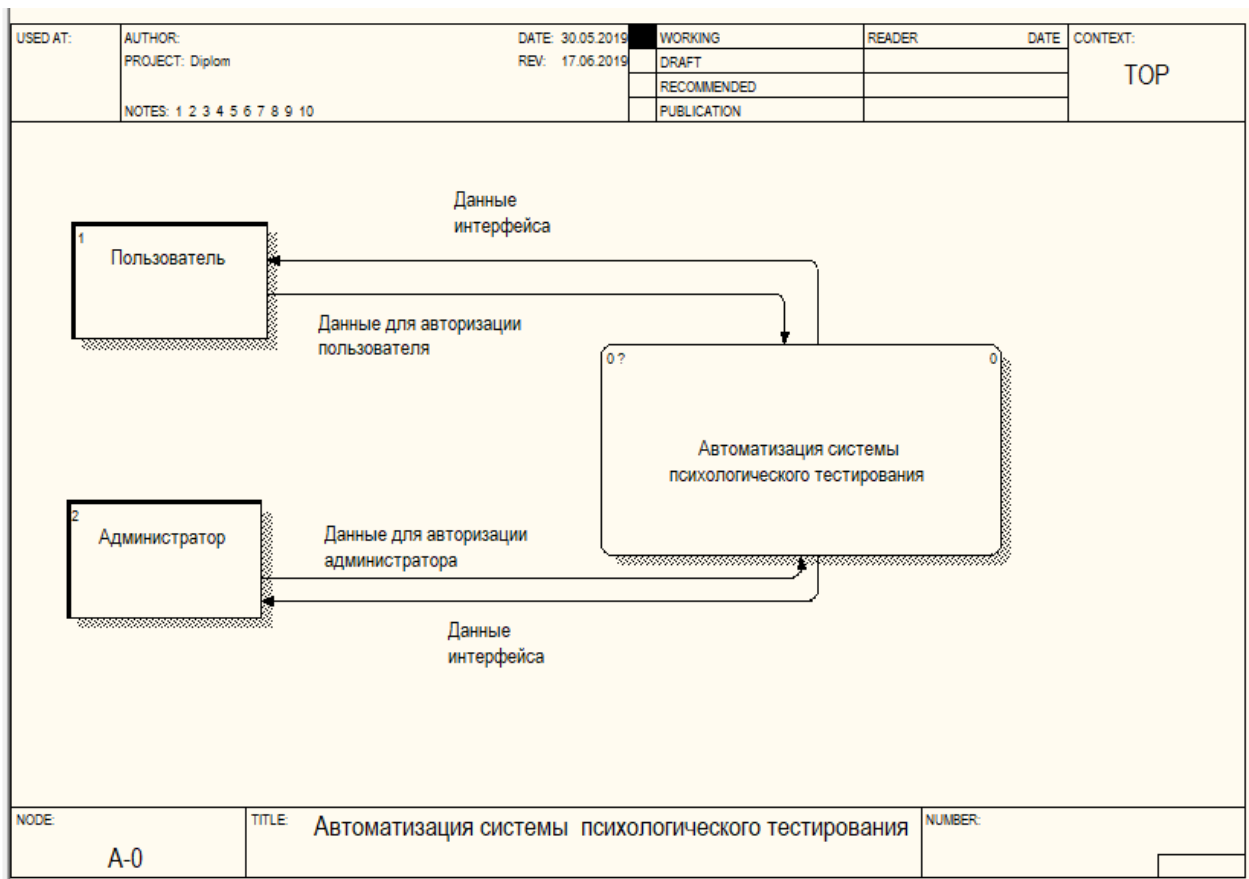 USED AT:
AUTHOR:
DATE: 30.05.2019
WORKING
READER
DATE
CONTEXT:
PROJECT: Diplom
REV: 17.06.2019
DRAFT
TOP
RECOMMENDED
NOTES: 1 2 3 4 5 6 7 8 9 10
PUBLICATION
Данные
интерфейса
1
Пользователь
Данные для авторизации
пользователя
0 ?
0
Автоматизация системы
психологического тестирования
2
Администратор
Данные для авторизации
администратора
Данные
интерфейса
NODE:
TITLE:
Автоматизация системы психологического тестирования
NUMBER:
A-0